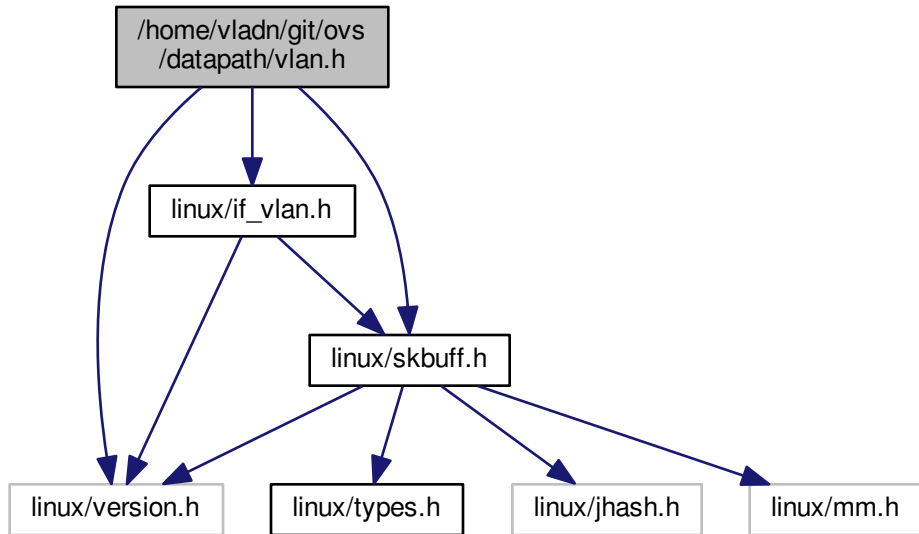 /home/vladn/git/ovs
/datapath/vlan.h
linux/if_vlan.h
linux/skbuff.h
linux/version.h
linux/types.h
linux/jhash.h
linux/mm.h